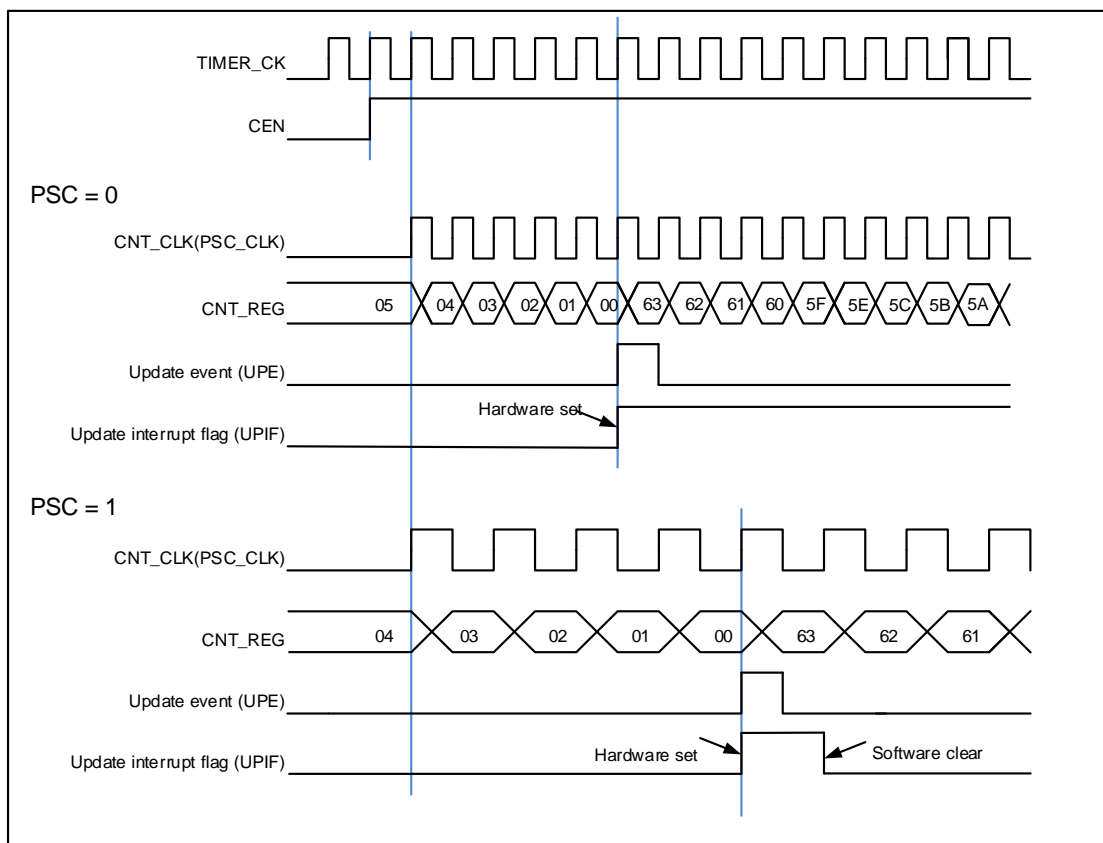 TIMER_CK
CEN
PSC = 0
CNT_CLK(PSC_CLK)
CNT_REG 05 04 03 02 01 00 63 62 61 60 5F 5E 5C 5B 5A
Update event (UPE)
Hardware set
Update interrupt flag (UPIF)
PSC = 1
CNT_CLK(PSC_CLK)
CNT_REG 04 03 02 01 00 63 62 61
Update event (UPE)
Update interrupt flag (UPIF) Hardware set Software clear